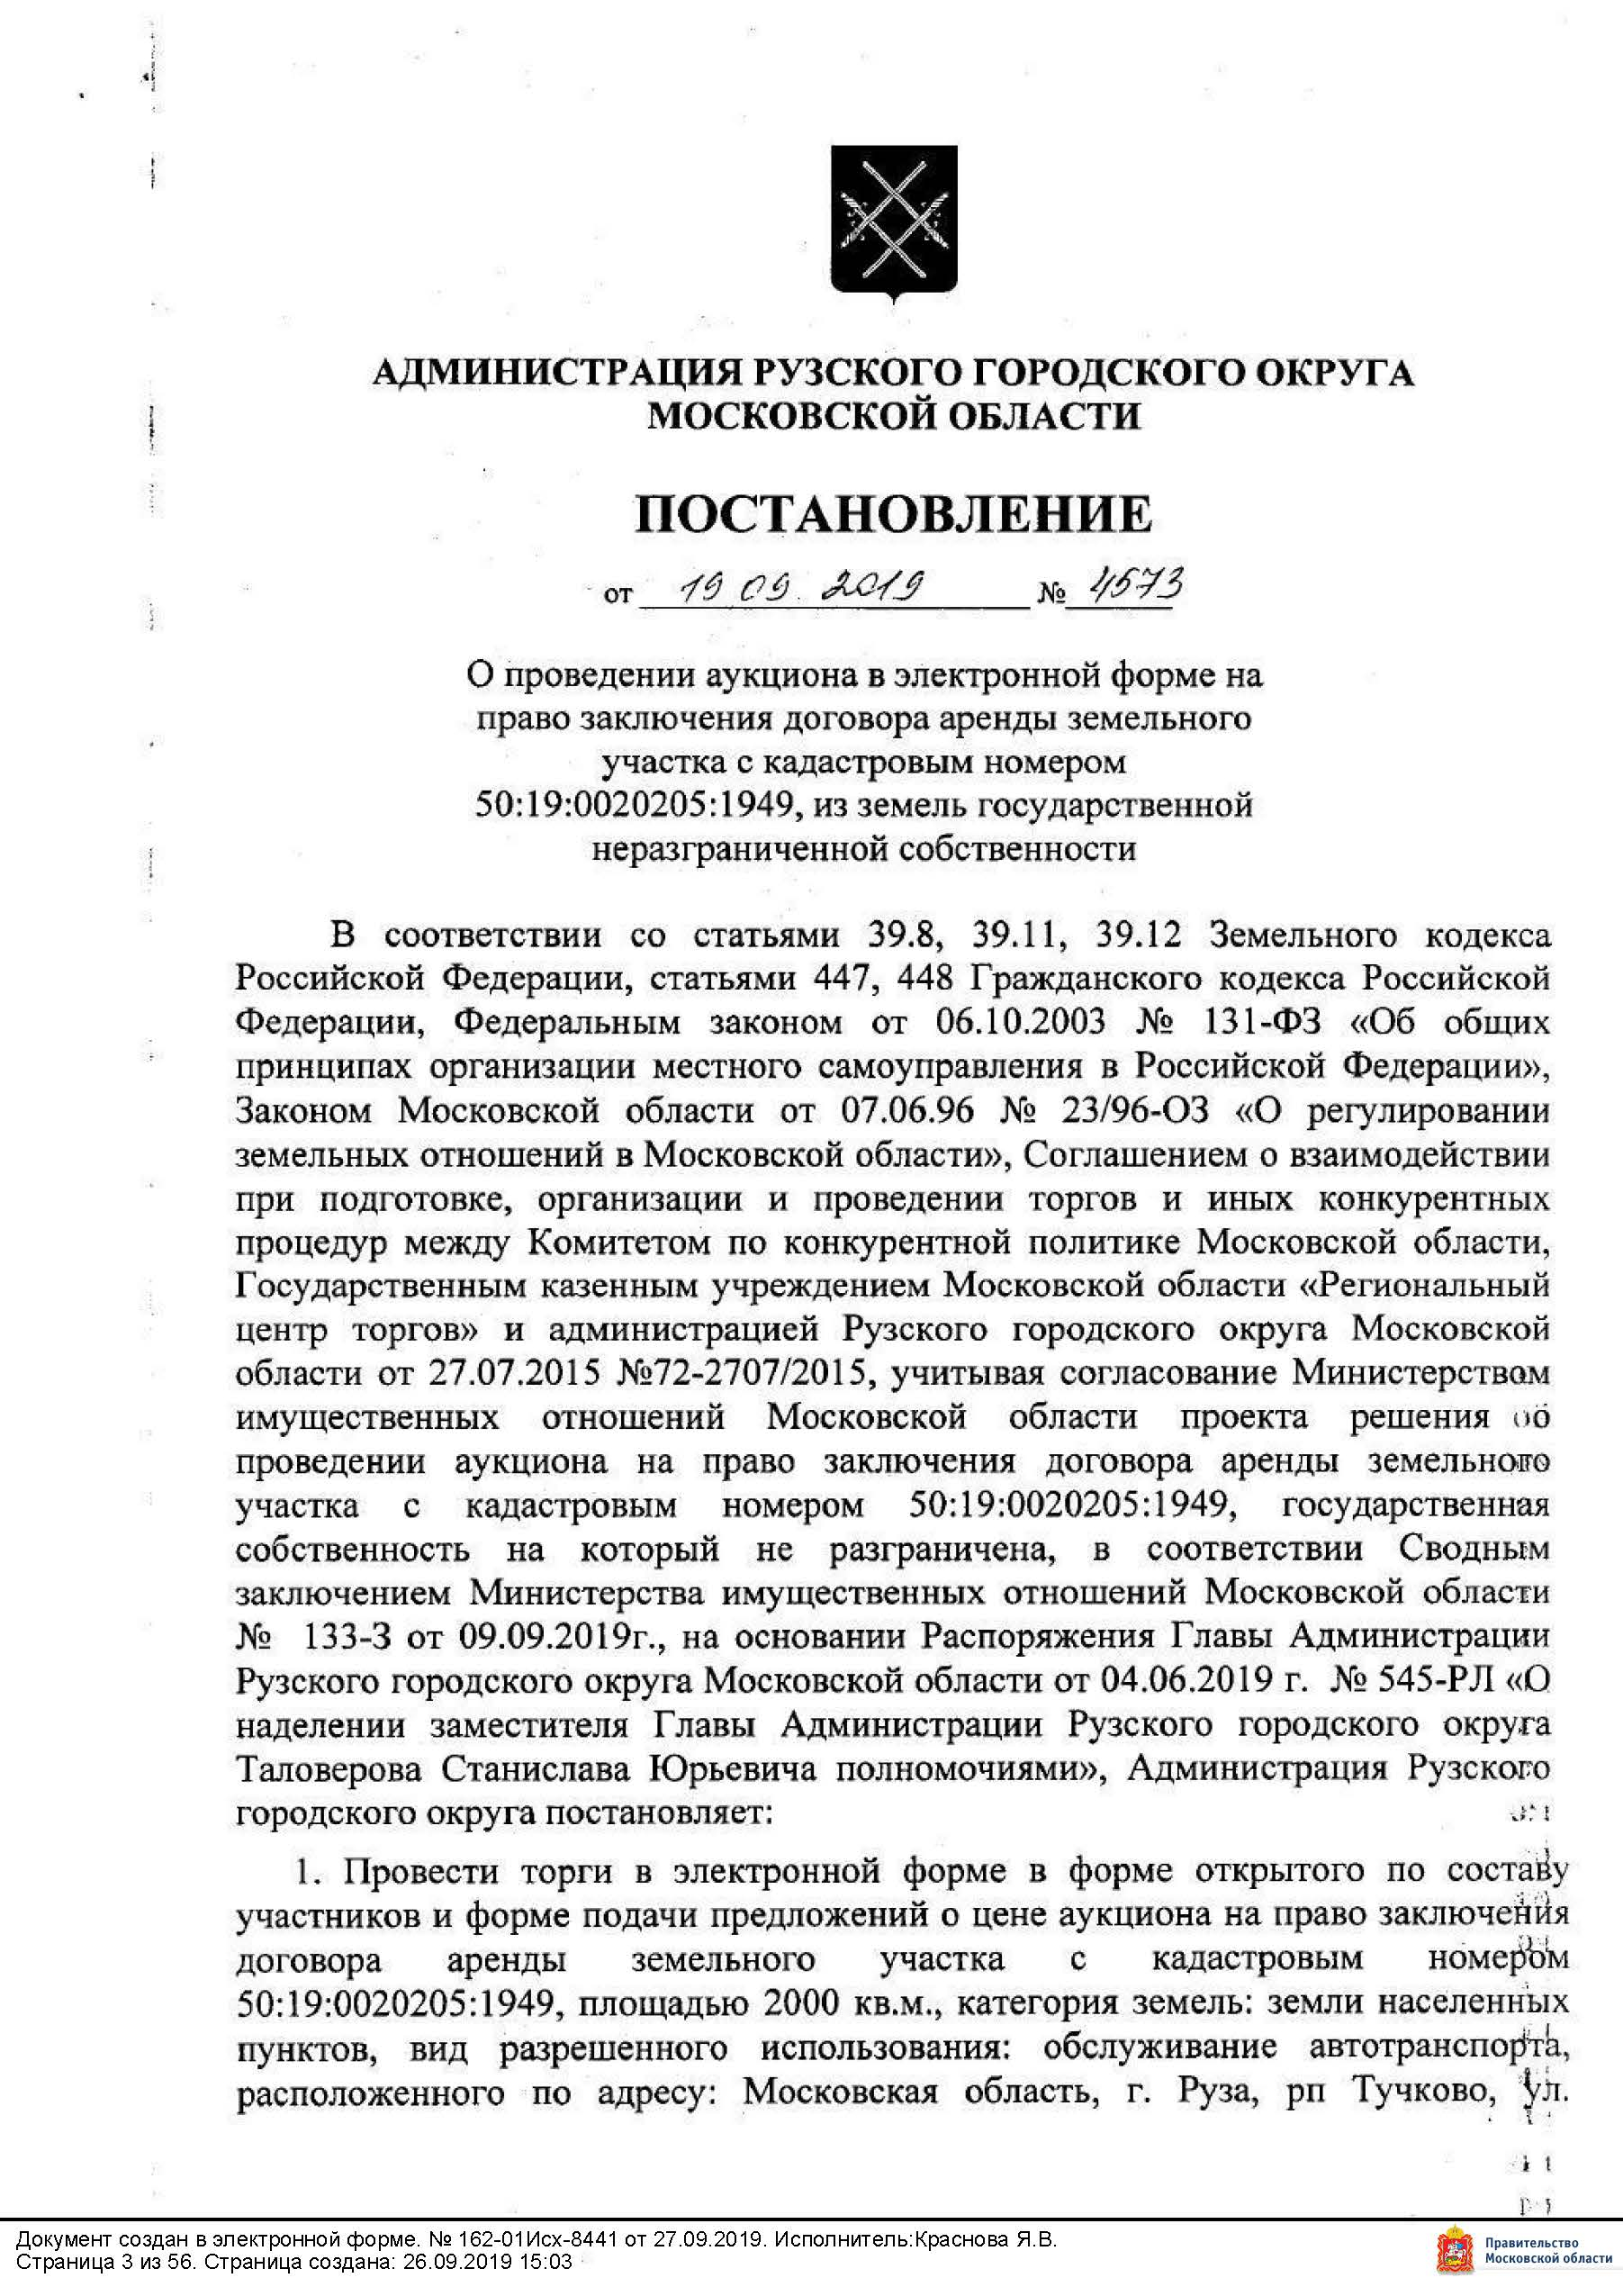 АДМИНИСТРАЦИЯ РУЗСКОГО ГОРОДСКОГО ОКРУГА
МОСКОВСКОЙ ОБЛАСТИ
ПОСТАНОВЛЕНИЕ
от 19 09. 2019 № 4573
О проведении аукциона в электронной форме на
право заключения договора аренды земельного
участка с кадастровым номером
50:19:0020205:1949, из земель государственной
неразграниченной собственности
В соответствии со статьями 39.8, 39.11, 39.12 Земельного кодекса
Российской Федерации, статьями 447, 448 Гражданского кодекса Российской
Федерации, Федеральным законом от 06.10.2003 № 131-ФЗ «Об общих
принципах организации местного самоуправления в Российской Федерации»,
Законом Московской области от 07.06.96 № 23/96-ОЗ «О регулировании
земельных отношений в Московской области», Соглашением о взаимодействии
при подготовке, организации и проведении торгов и иных конкурентных
процедур между Комитетом по конкурентной политике Московской области,
Государственным казенным учреждением Московской области «Региональный
центр торгов» и администрацией Рузского городского округа Московской
области от 27.07.2015 №72-2707/2015, учитывая согласование Министерством
имущественных отношений Московской области проекта решения об
проведении аукциона на право заключения договора аренды земельного
участка с кадастровым номером 50:19:0020205:1949, государственная
собственность на который не разграничена, в соответствии Сводным
заключением Министерства имущественных отношений Московской области
№ 133-З от 09.09.2019г., на основании Распоряжения Главы Администрации
Рузского городского округа Московской области от 04.06.2019 г. № 545-РЛ «О
наделении заместителя Главы Администрации Рузского городского округа
Таловерова Станислава Юрьевича полномочиями», Администрация Рузского
городского округа постановляет:
1. Провести торги в электронной форме в форме открытого по составу
участников и форме подачи предложений о цене аукциона на право заключения
договора аренды земельного участка с кадастровым номером
50:19:0020205:1949, площадью 2000 кв.м., категория земель: земли населенных
пунктов, вид разрешенного использования: обслуживание автотранспорта,
расположенного по адресу: Московская область, г. Руза, рп Тучково, ул.
Документ создан в электронной форме. № 162-01Исх-8441 от 27.09.2019. Исполнитель:Краснова Я.В.
Страница 3 из 56. Страница создана: 26.09.2019 15:03
Правительство
Московской области